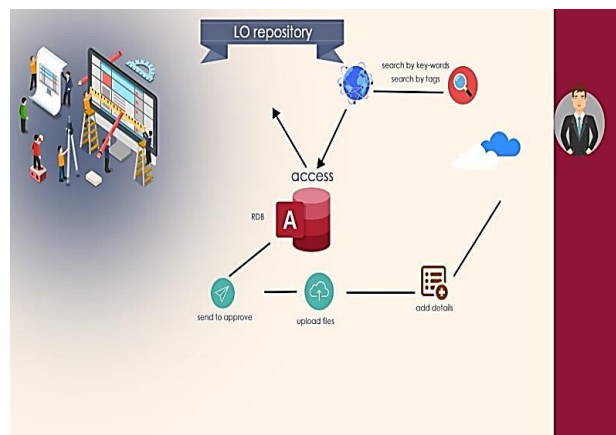 LO repository
search by key-words
search by tags
access
RDB
A
send to approve
upload files
add details